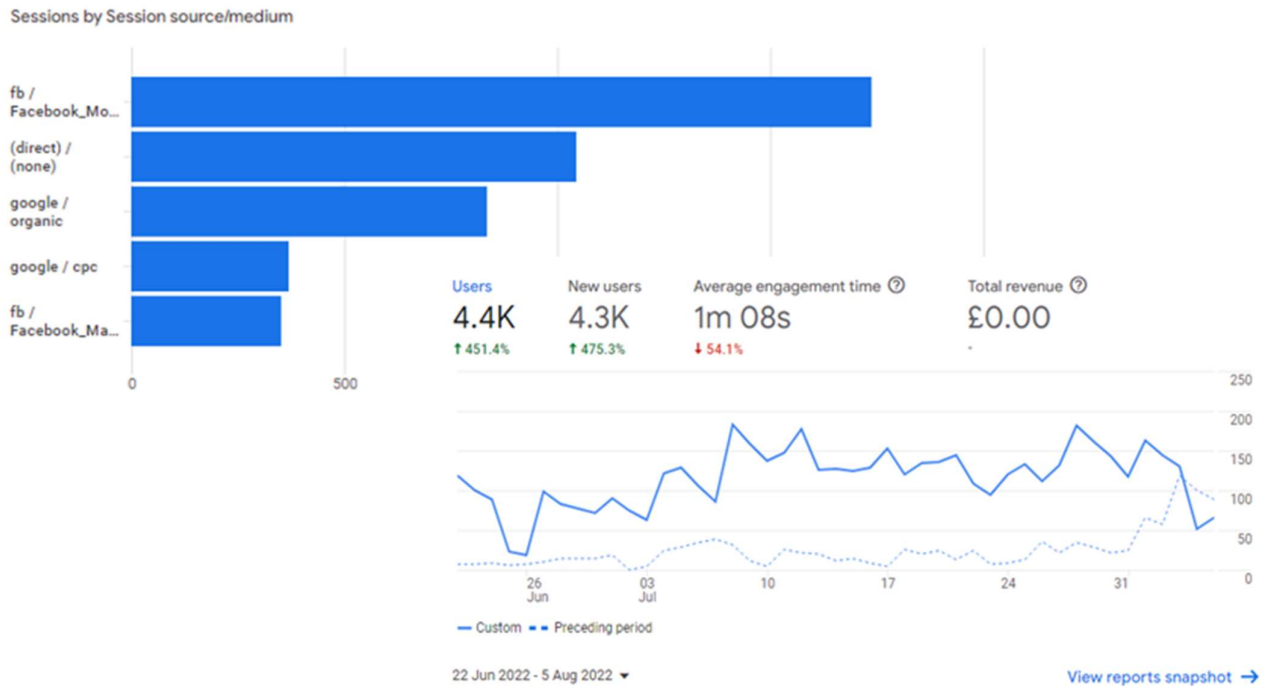 Sessions by Session source/medium
fb /
Facebook_Mo...
(direct) /
(none)
google /
organic
google / cpc
fb /
Facebook_Ma...
0
500
Users
New users
Average engagement time
Total revenue
4.4K
4.3K
1m 08s
£0.00
↑ 451.4%
↑ 475.3%
↓ 54.1%
-
250
200
150
100
50
0
26
Jun
03
Jul
10
17
24
31
Custom
Preceding period
22 Jun 2022 - 5 Aug 2022
View reports snapshot →